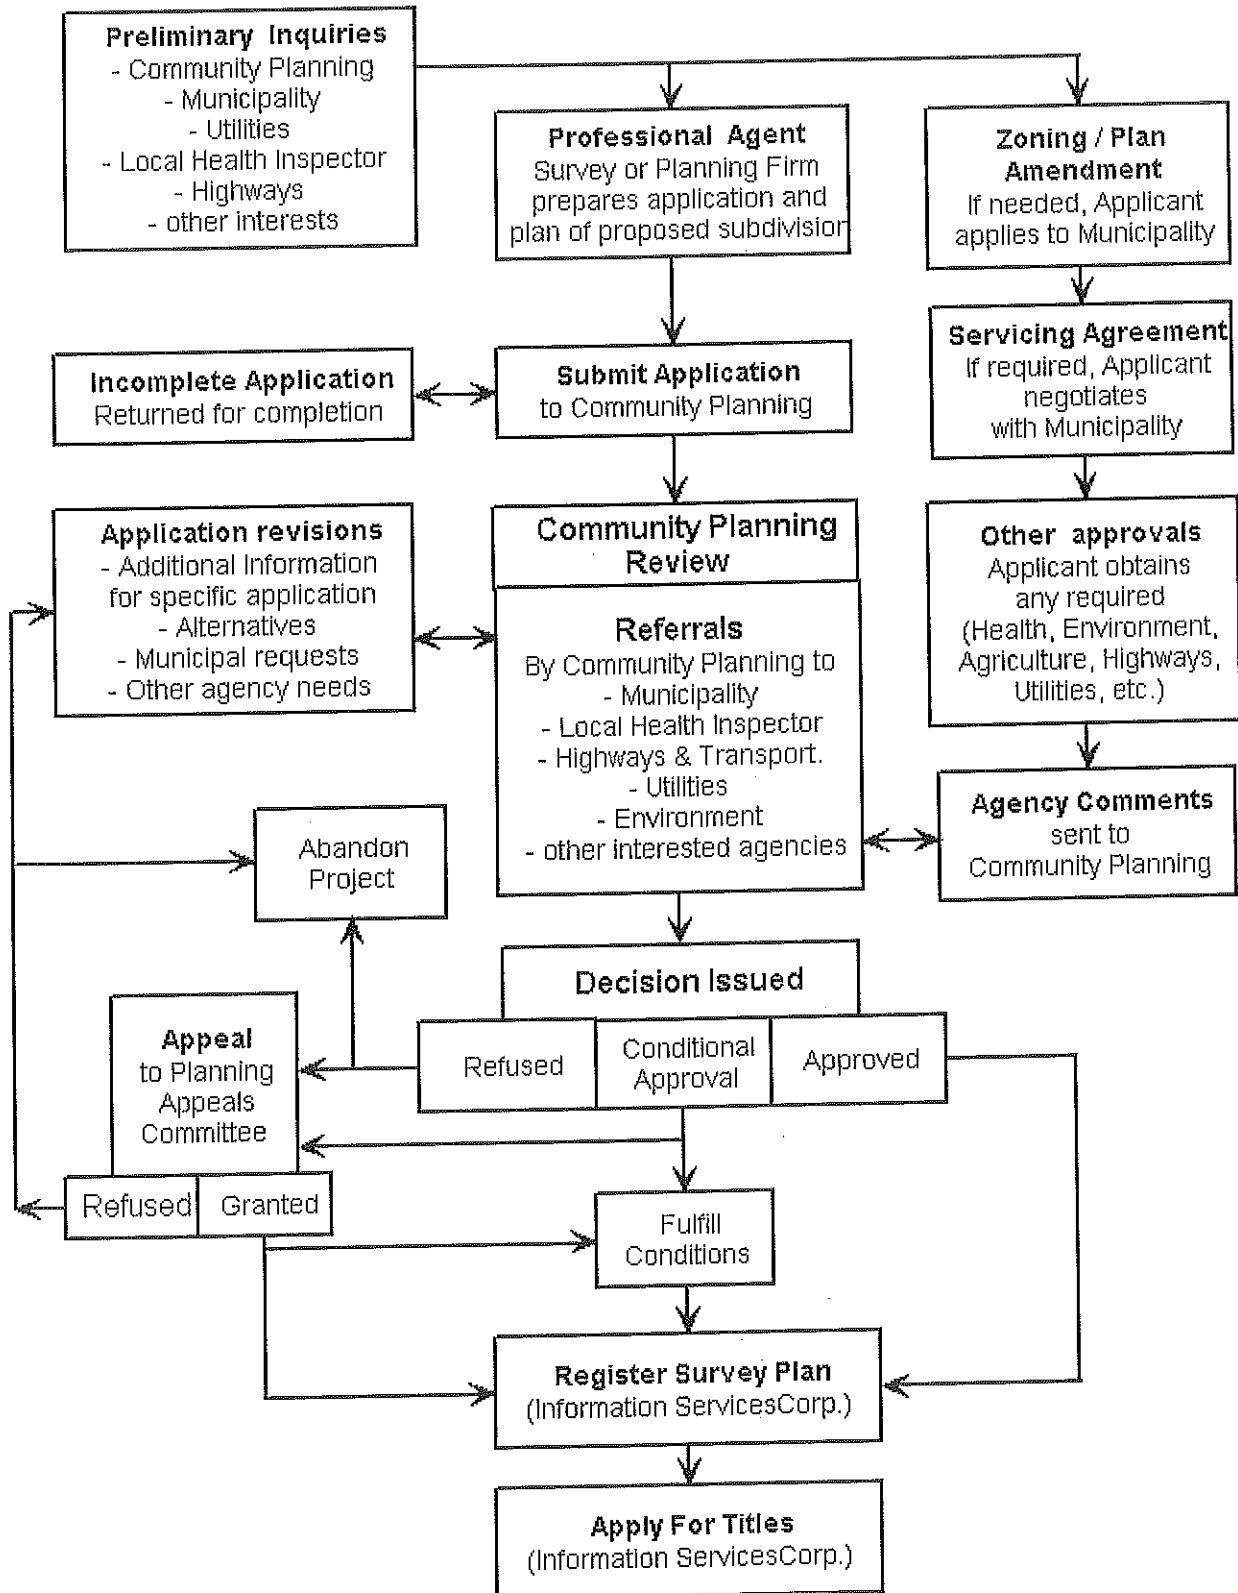 Preliminary Inquiries
- Community Planning
- Municipality
- Utilities
- Local Health Inspector
- Highways
- other interests
Professional Agent
Survey or Planning Firm
prepares application and
plan of proposed subdivision
Zoning / Plan
Amendment
If needed, Applicant
applies to Municipality
Servicing Agreement
If required, Applicant
negotiates
with Municipality
Incomplete Application
Returned for completion
Submit Application
to Community Planning
Application revisions
- Additional Information
for specific application
- Alternatives
- Municipal requests
- Other agency needs
Community Planning
Review
Referrals
By Community Planning to
- Municipality
- Local Health Inspector
- Highways & Transport.
- Utilities
- Environment
- other interested agencies
Other approvals
Applicant obtains
any required
(Health, Environment,
Agriculture, Highways,
Utilities, etc.)
Agency Comments
sent to
Community Planning
Abandon
Project
Decision Issued
Refused
Conditional
Approval
Approved
Appeal
to Planning
Appeals
Committee
Refused
Granted
Fulfill
Conditions
Register Survey Plan
(Information ServicesCorp.)
Apply For Titles
(Information ServicesCorp.)